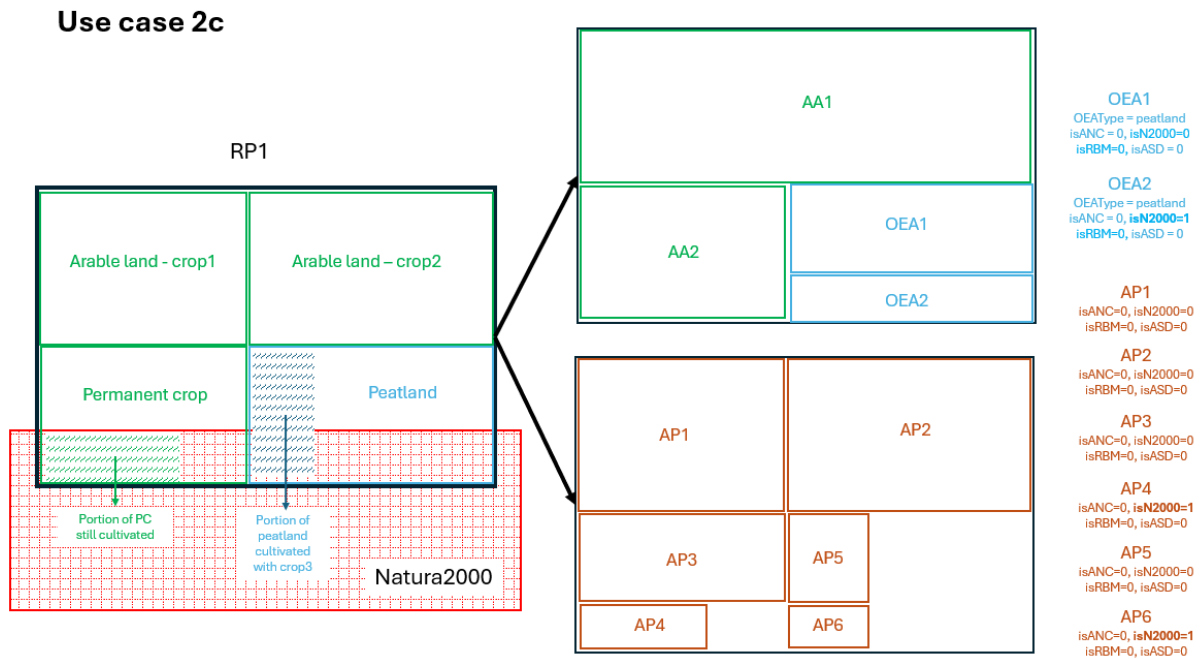 Use case 2c
RP1
Arable land - crop1
Arable land – crop2
Permanent crop
Peatland
Portion of PC
still cultivated
Portion of
peatland
cultivated
with crop3
Natura2000
AA1
AA2
OEA1
OEA2
AP1
AP2
AP3
AP5
AP4
AP6
OEA1
OEAType = peatland
isANC = 0, isN2000=0
isRBM=0, isASD = 0
OEA2
OEAType = peatland
isANC = 0, isN2000=1
isRBM=0, isASD = 0
AP1
isANC=0, isN2000=0
isRBM=0, isASD=0
AP2
isANC=0, isN2000=0
isRBM=0, isASD=0
AP3
isANC=0, isN2000=0
isRBM=0, isASD=0
AP4
isANC=0, isN2000=1
isRBM=0, isASD=0
AP5
isANC=0, isN2000=0
isRBM=0, isASD=0
AP6
isANC=0, isN2000=1
isRBM=0, isASD=0